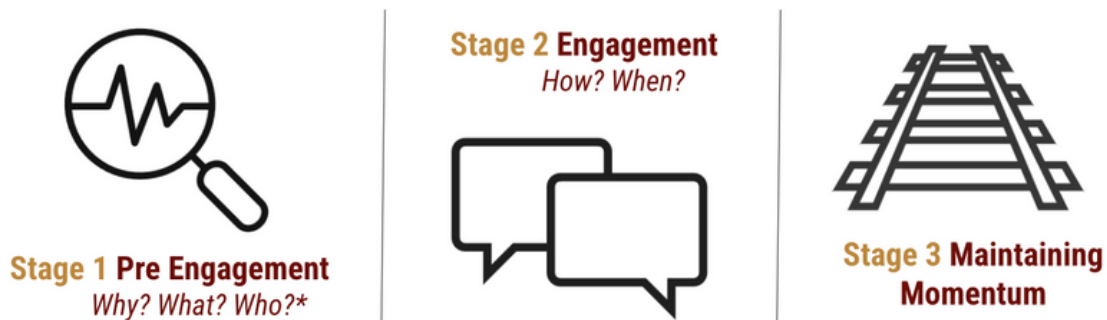 Stage 1 Pre Engagement
Why? What? Who?*
Stage 2 Engagement
How? When?
Stage 3 Maintaining
Momentum